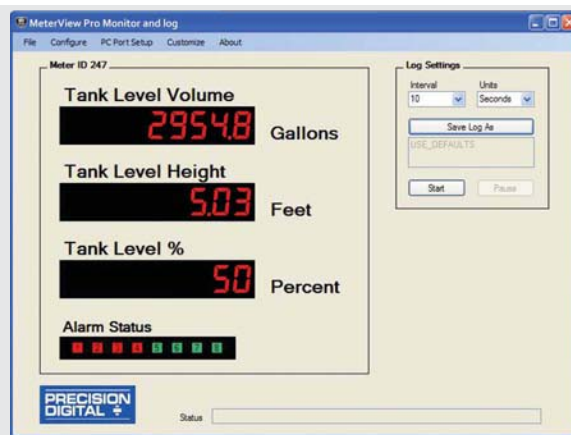 MeterView Pro Monitor and log
File Configure PC Port Setup Customize About
Meter ID 247
Tank Level Volume
2954.8 Gallons
Tank Level Height
5.03 Feet
Tank Level %
50 Percent
Alarm Status
1 2 3 4 5 6 7 8
Log Settings
Interval Units
10 Seconds
Save Log As
USE_DEFAULTS
Start Pause
PRECISION
DIGITAL
Status